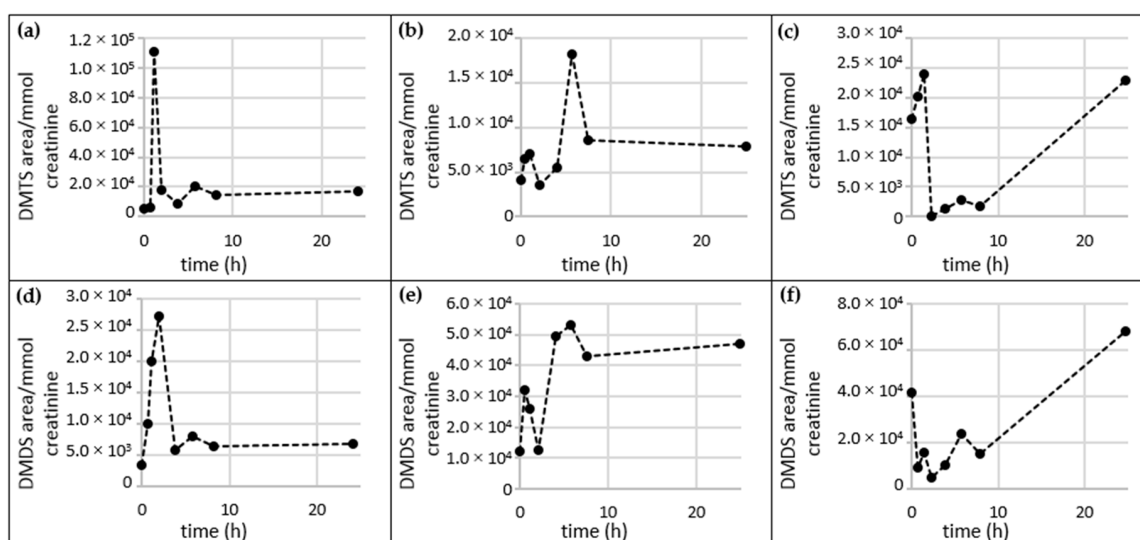 (a)
DMTS area/mmol
creatinine
1.2 × 10⁵
1.0 × 10⁵
8.0 × 10⁴
6.0 × 10⁴
4.0 × 10⁴
2.0 × 10⁴
0
0 10 20
time (h)
(b)
DMTS area/mmol
creatinine
2.0 × 10⁴
1.5 × 10⁴
1.0 × 10⁴
5.0 × 10³
0
0 10 20
time (h)
(c)
DMTS area/mmol
creatinine
3.0 × 10⁴
2.5 × 10⁴
2.0 × 10⁴
1.5 × 10⁴
1.0 × 10⁴
5.0 × 10³
0
0 10 20
time (h)
(d)
DMDS area/mmol
creatinine
3.0 × 10⁴
2.5 × 10⁴
2.0 × 10⁴
1.5 × 10⁴
1.0 × 10⁴
5.0 × 10³
0
0 10 20
time (h)
(e)
DMDS area/mmol
creatinine
6.0 × 10⁴
5.0 × 10⁴
4.0 × 10⁴
3.0 × 10⁴
2.0 × 10⁴
1.0 × 10⁴
0
0 10 20
time (h)
(f)
DMDS area/mmol
creatinine
8.0 × 10⁴
6.0 × 10⁴
4.0 × 10⁴
2.0 × 10⁴
0
0 10 20
time (h)